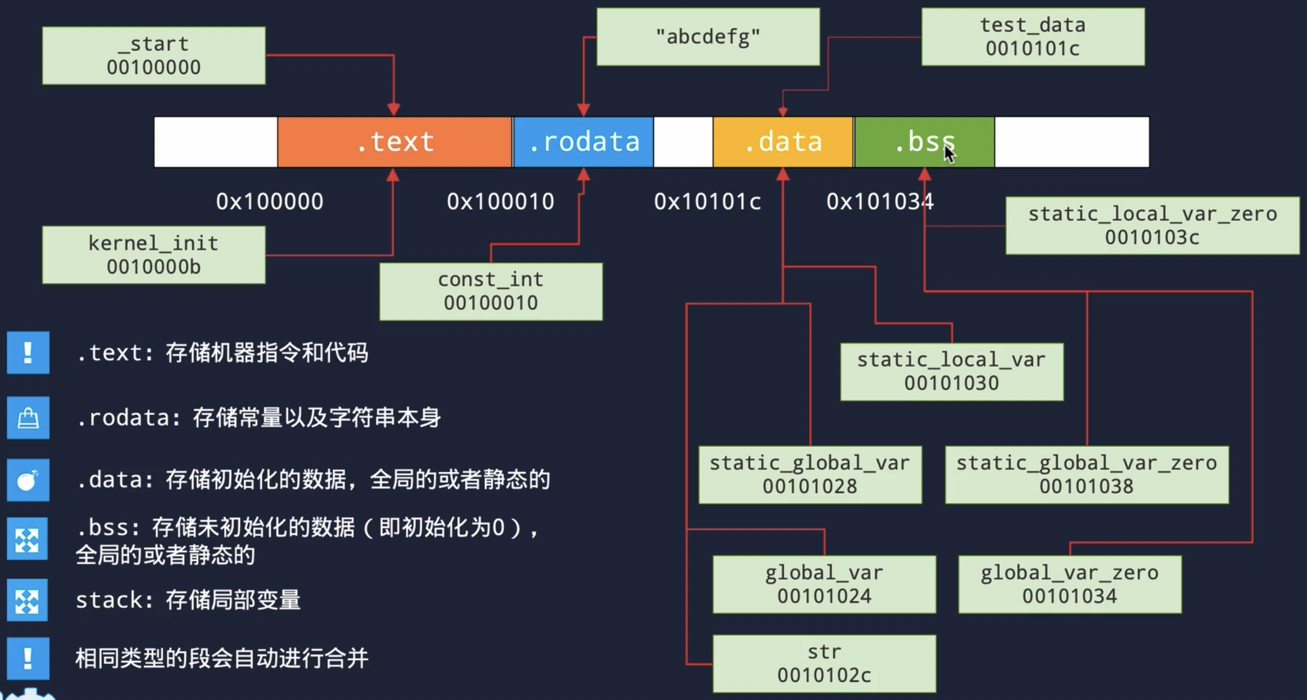 _start
00100000
"abcdefg"
test_data
0010101c
.text
.rodata
.data
.bss
0x100000
0x100010
0x10101c
0x101034
kernel_init
0010000b
const_int
00100010
static_local_var_zero
0010103c
static_local_var
00101030
static_global_var
00101028
static_global_var_zero
00101038
global_var
00101024
global_var_zero
00101034
str
0010102c
!
.text: 存储机器指令和代码
.rodata: 存储常量以及字符串本身
.data: 存储初始化的数据，全局的或者静态的
.bss: 存储未初始化的数据（即初始化为0），
全局的或者静态的
stack: 存储局部变量
!
相同类型的段会自动进行合并